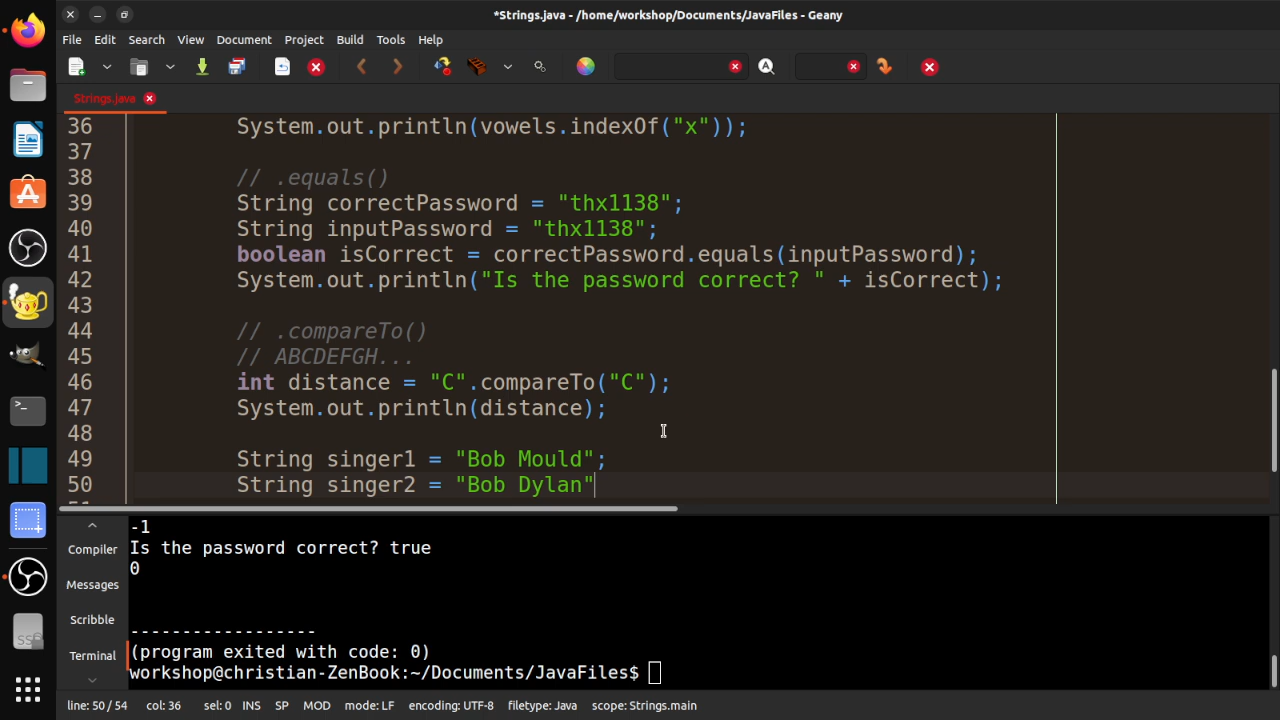 *Strings.java - /home/workshop/Documents/JavaFiles - Geany
File Edit Search View Document Project Build Tools Help
Strings.java
36 System.out.println(vowels.indexOf("x"));
37
38 // .equals()
39 String correctPassword = "thx1138";
40 String inputPassword = "thx1138";
41 boolean isCorrect = correctPassword.equals(inputPassword);
42 System.out.println("Is the password correct? " + isCorrect);
43
44 // .compareTo()
45 // ABCDEFGH...
46 int distance = "C".compareTo("C");
47 System.out.println(distance);
48
49 String singer1 = "Bob Mould";
50 String singer2 = "Bob Dylan"
-1
Compiler
Is the password correct? true
0
Messages
Scribble
------------------
Terminal
(program exited with code: 0)
workshop@christian-ZenBook:~/Documents/JavaFiles$
line: 50 / 54 col: 36 sel: 0 INS SP MOD mode: LF encoding: UTF-8 filetype: Java scope: Strings.main